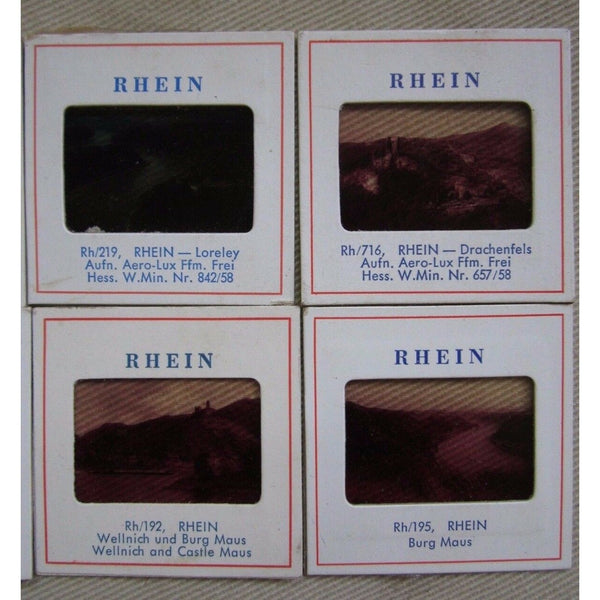 RHEIN
Rh/219, RHEIN — Loreley
Aufn. Aero-Lux Ffm. Frei
Hess. W.Min. Nr. 842/58
RHEIN
Rh/716, RHEIN — Drachenfels
Aufn. Aero-Lux Ffm. Frei
Hess. W.Min. Nr. 657/58
RHEIN
Rh/192, RHEIN
Wellnich und Burg Maus
Wellnich and Castle Maus
RHEIN
Rh/195, RHEIN
Burg Maus